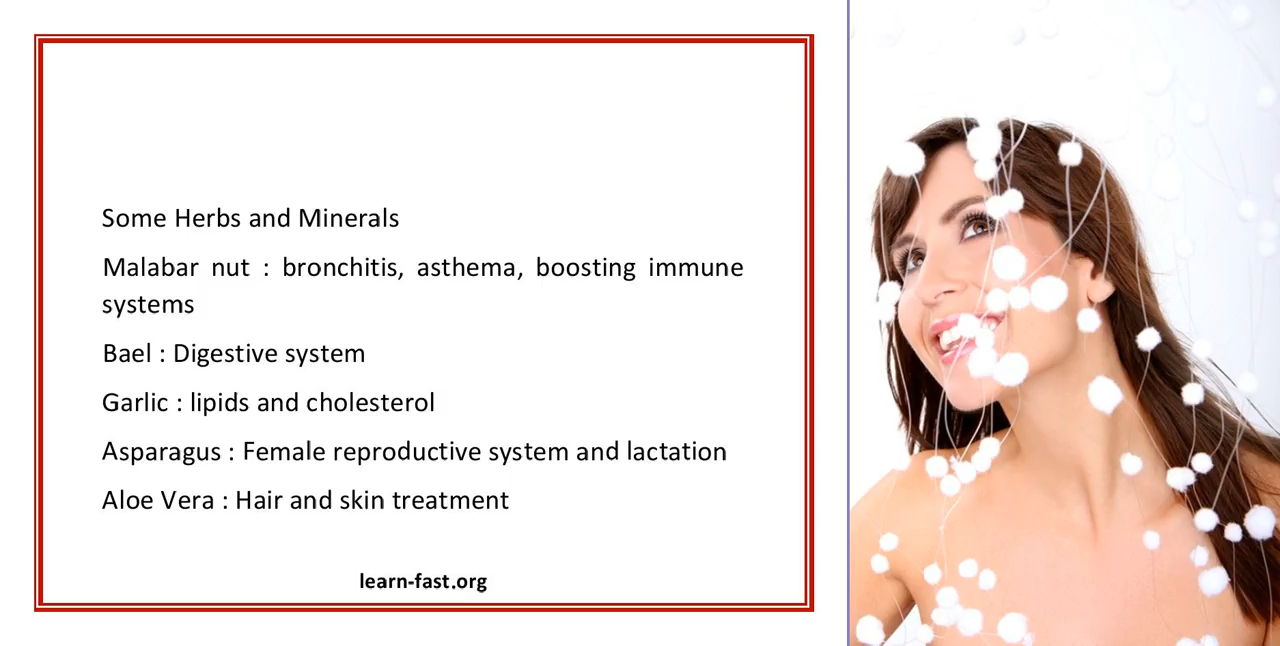 Some Herbs and Minerals
Malabar nut : bronchitis, asthma, boosting immune
systems
Bael : Digestive system
Garlic : lipids and cholesterol
Asparagus : Female reproductive system and lactation
Aloe Vera : Hair and skin treatment
learn-fast.org